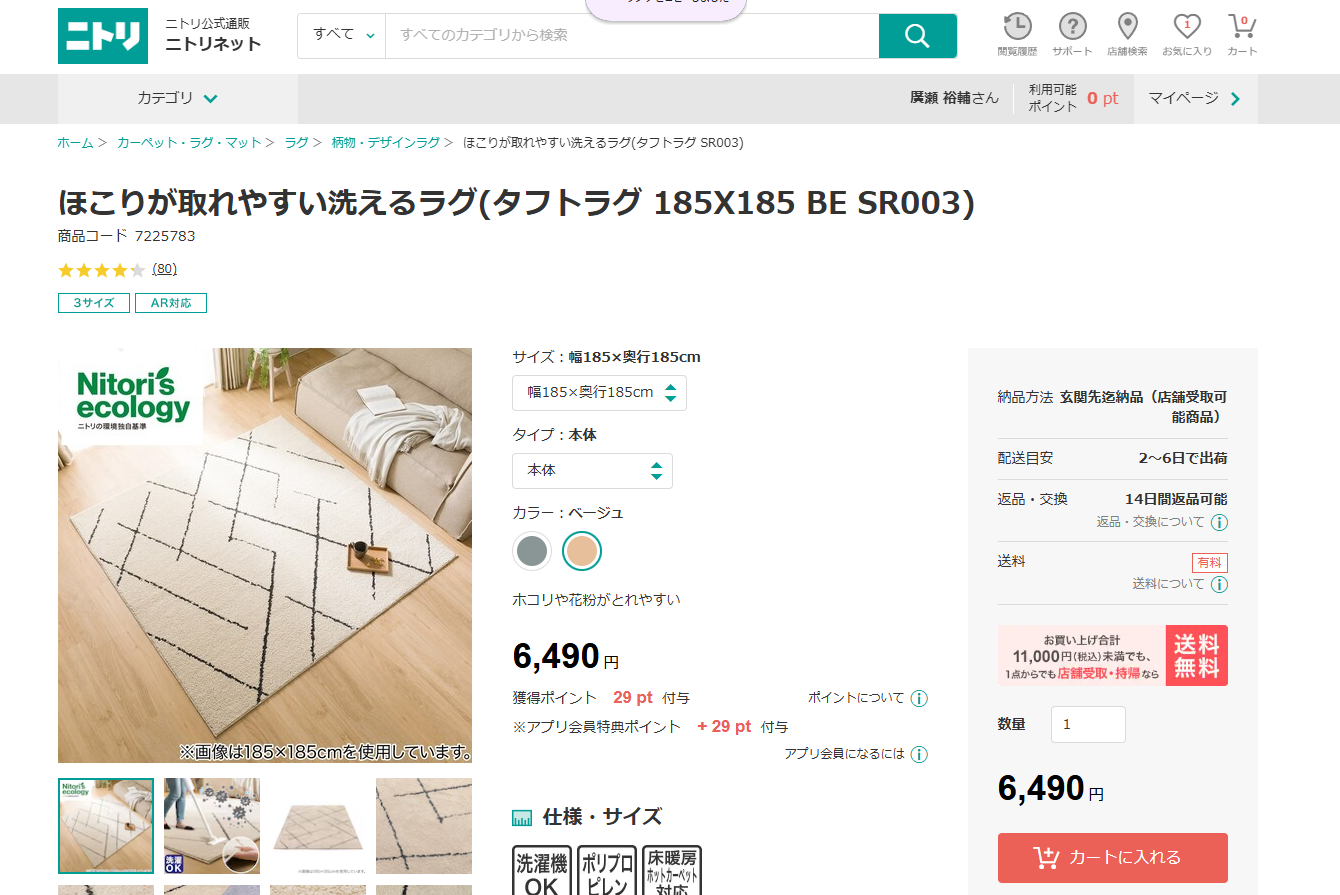 ニトリ
ニトリ公式通販
ニトリネット
すべて
すべてのカテゴリから検索
閲覧履歴
サポート
店舗検索
1
お気に入り
0
カート
カテゴリ
廣瀬 裕輔さん
利用可能
ポイント
0 pt
マイページ
ホーム > カーペット・ラグ・マット > ラグ > 柄物・デザインラグ > ほこりが取れやすい洗えるラグ(タフトラグ SR003)
ほこりが取れやすい洗えるラグ(タフトラグ 185X185 BE SR003)
商品コード 7225783
(80)
3サイズ
AR対応
Nitori's
ecology
ニトリの環境独自基準
※画像は185×185cmを使用しています。
Nitori's
ecology
洗濯
OK
サイズ：幅185×奥行185cm
幅185×奥行185cm
タイプ：本体
本体
カラー：ベージュ
ホコリや花粉がとれやすい
6,490円
獲得ポイント 29 pt 付与
ポイントについて
※アプリ会員特典ポイント + 29 pt 付与
アプリ会員になるには
仕様・サイズ
洗濯機
OK
ポリプロ
ピレン
床暖房
ホットカーペット
対応
納品方法 玄関先迄納品（店舗受取可
能商品）
配送目安 2～6日で出荷
返品・交換 14日間返品可能
返品・交換について
送料 有料
送料について
お買い上げ合計
11,000円(税込)未満でも、
1点からでも店舗受取・持帰なら
送料
無料
数量 1
6,490円
カートに入れる